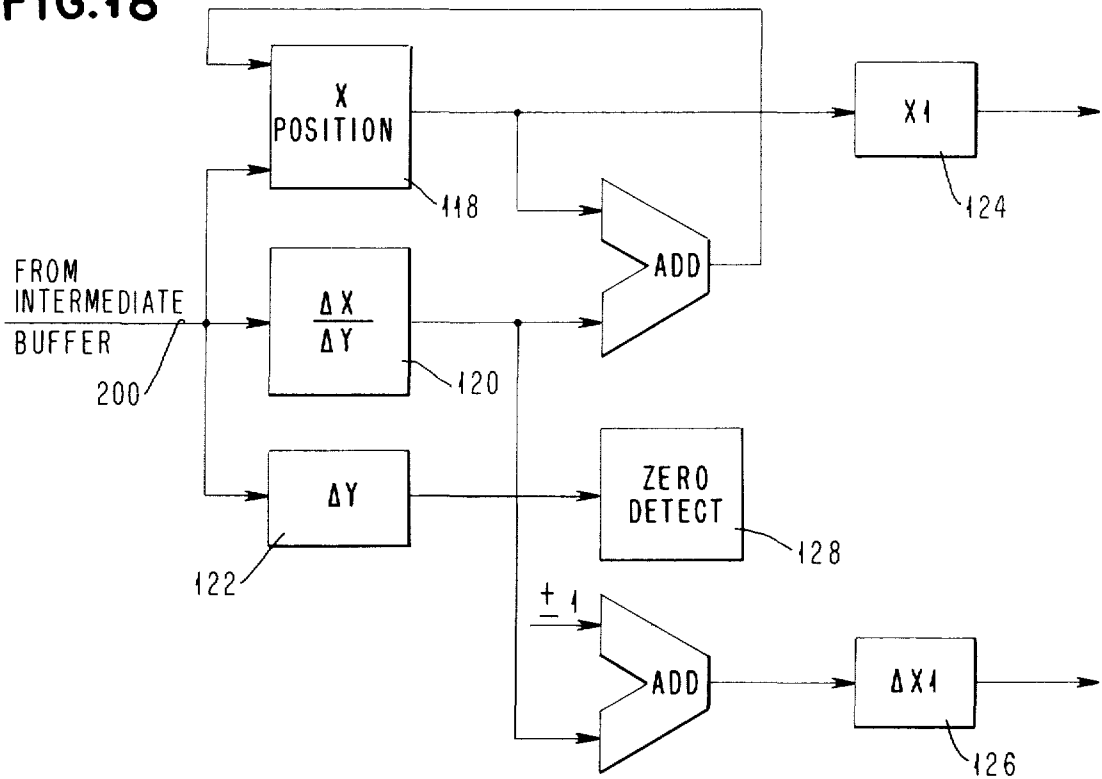 FIG.18
X
POSITION
118
X1
124
ADD
FROM
INTERMEDIATE
BUFFER
200
ΔX
ΔY
120
ΔY
122
ZERO
DETECT
128
± 1
ADD
ΔX1
126